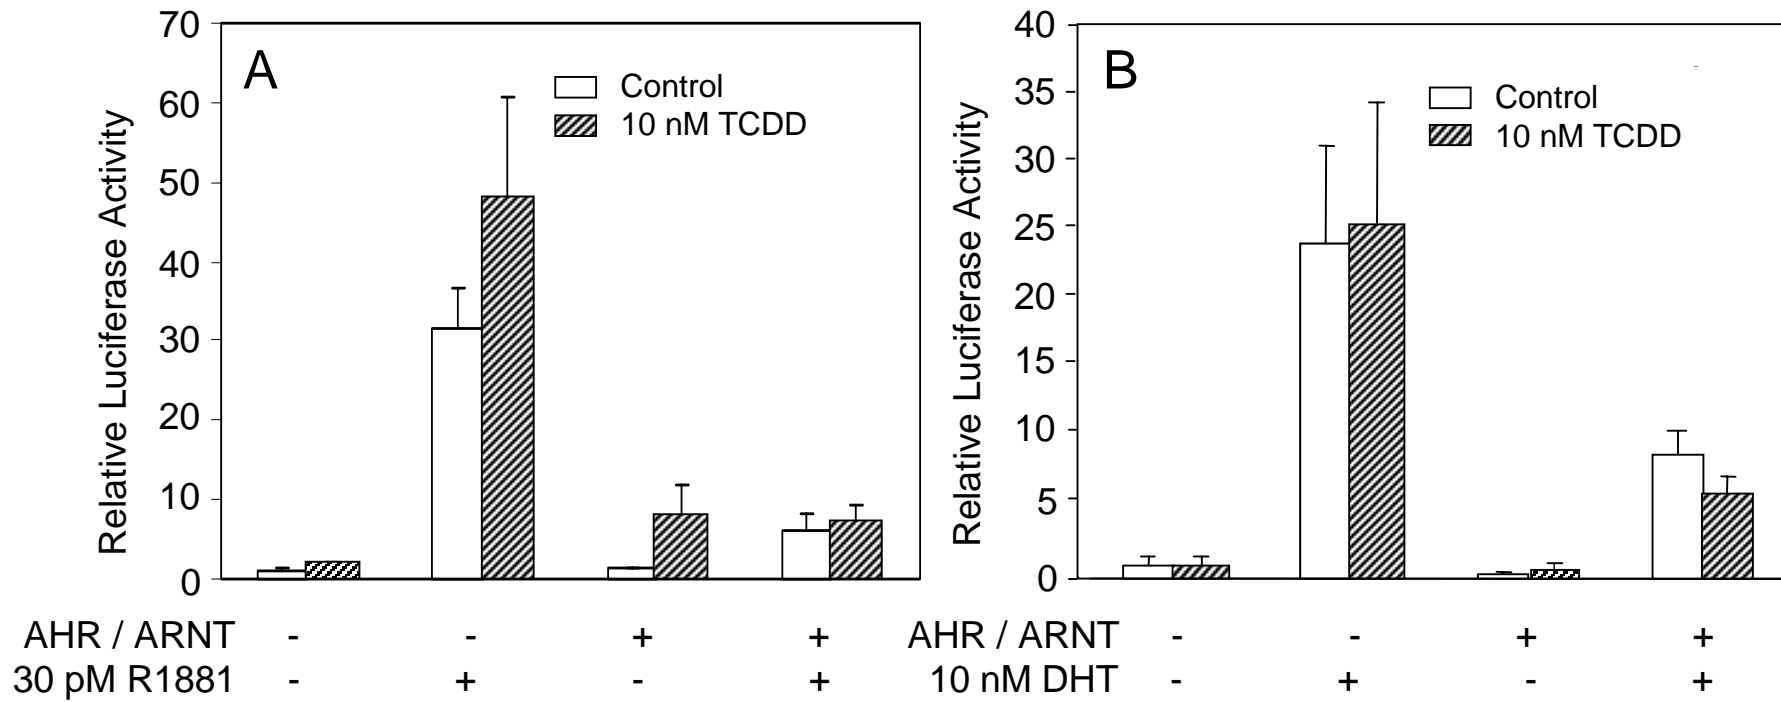 A
Control
10 nM TCDD
Relative Luciferase Activity
70
60
50
40
30
20
10
0
AHR / ARNT - - + +
30 pM R1881 - + - +
B
Control
10 nM TCDD
Relative Luciferase Activity
40
35
30
25
20
15
10
5
0
AHR / ARNT - - + +
10 nM DHT - + - +